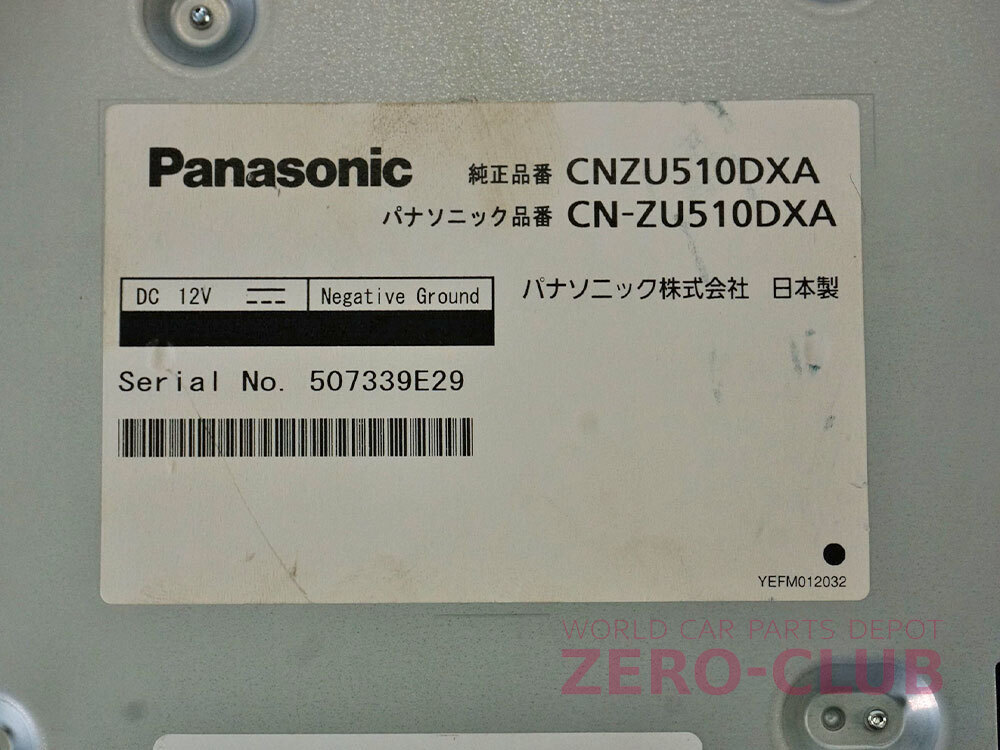 Panasonic 純正品番 CNZU510DXA
パナソニック品番 CN-ZU510DXA
DC 12V Negative Ground
パナソニック株式会社 日本製
Serial No. 507339E29
YEFM012032
WORLD CAR PARTS DEPOT
ZERO-CLUB